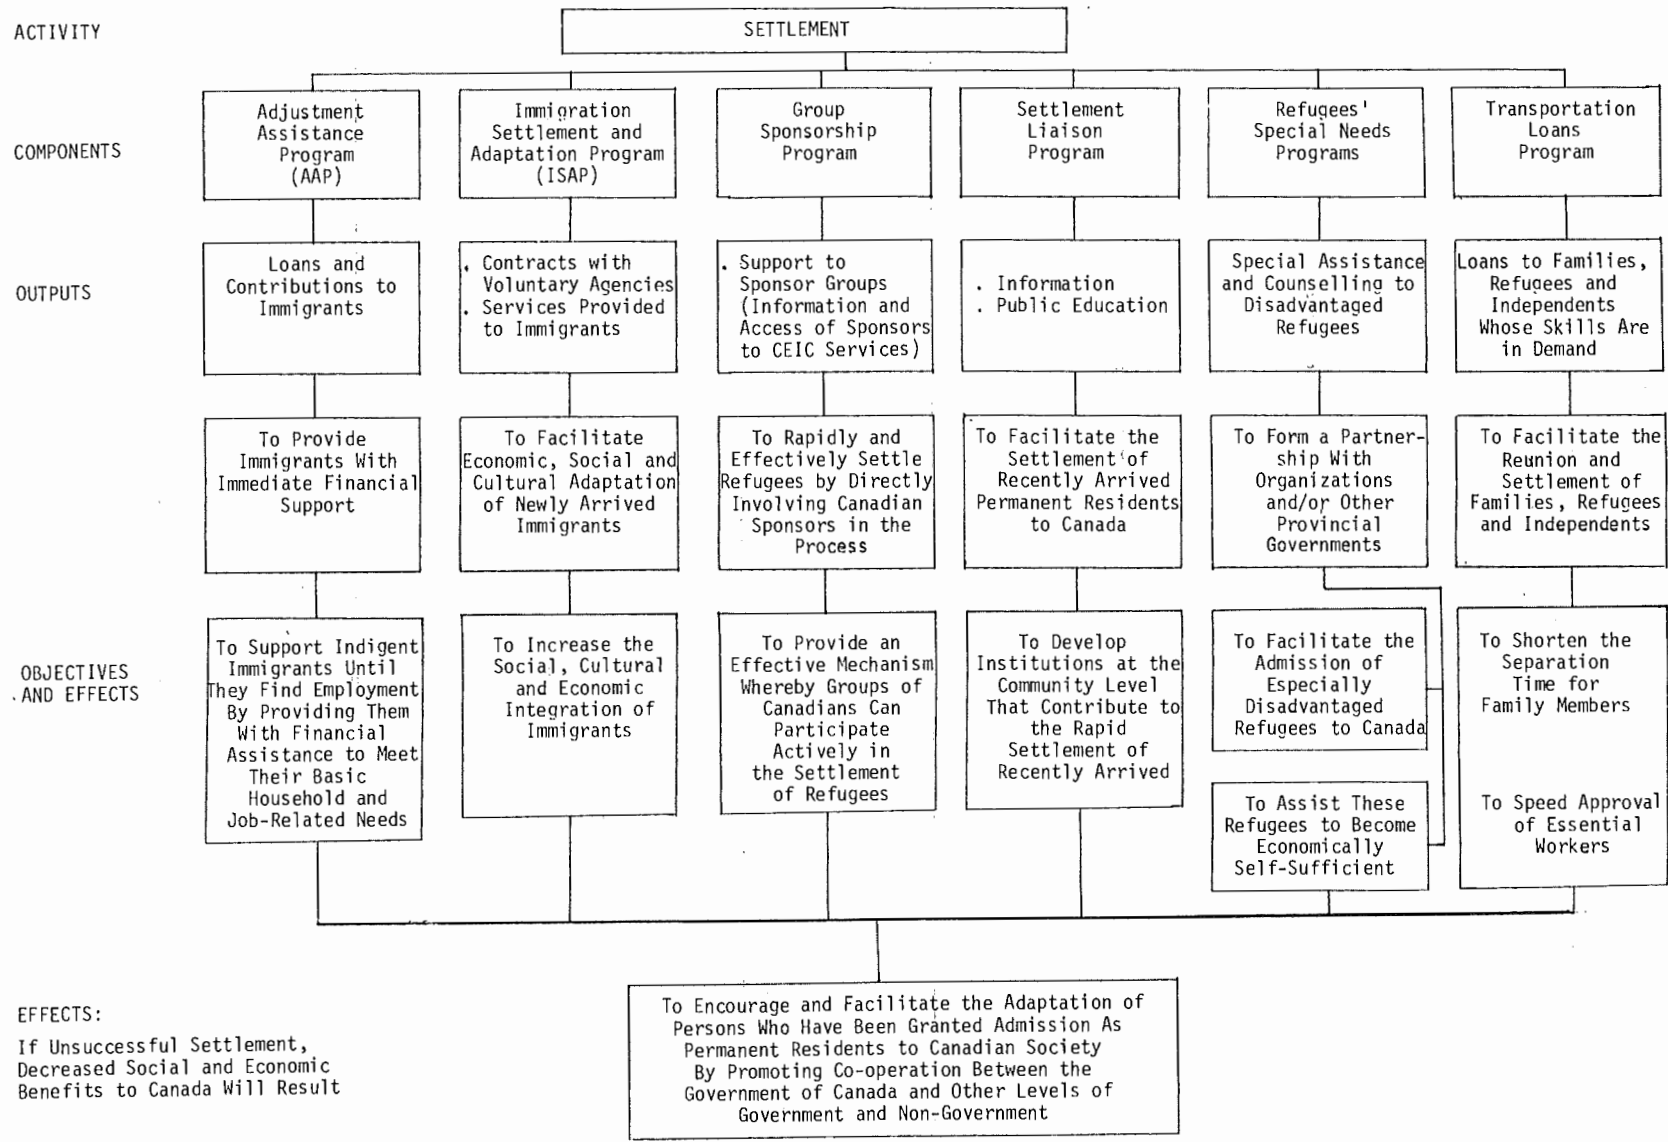 ACTIVITY
SETTLEMENT
COMPONENTS
Adjustment
Assistance
Program
(AAP)
Immigration
Settlement and
Adaptation Program
(ISAP)
Group
Sponsorship
Program
Settlement
Liaison
Program
Refugees'
Special Needs
Programs
Transportation
Loans
Program
OUTPUTS
Loans and
Contributions to
Immigrants
. Contracts with
Voluntary Agencies
. Services Provided
to Immigrants
. Support to
Sponsor Groups
(Information and
Access of Sponsors
to CEIC Services)
. Information
. Public Education
Special Assistance
and Counselling to
Disadvantaged
Refugees
Loans to Families,
Refugees and
Independents
Whose Skills Are
in Demand
To Provide
Immigrants With
Immediate Financial
Support
To Facilitate
Economic, Social and
Cultural Adaptation
of Newly Arrived
Immigrants
To Rapidly and
Effectively Settle
Refugees by Directly
Involving Canadian
Sponsors in the
Process
To Facilitate the
Settlement of
Recently Arrived
Permanent Residents
to Canada
To Form a Partner-
ship With
Organizations
and/or Other
Provincial
Governments
To Facilitate the
Reunion and
Settlement of
Families, Refugees
and Independents
OBJECTIVES
AND EFFECTS
To Support Indigent
Immigrants Until
They Find Employment
By Providing Them
With Financial
Assistance to Meet
Their Basic
Household and
Job-Related Needs
To Increase the
Social, Cultural
and Economic
Integration of
Immigrants
To Provide an
Effective Mechanism
Whereby Groups of
Canadians Can
Participate
Actively in
the Settlement
of Refugees
To Develop
Institutions at the
Community Level
That Contribute to
the Rapid
Settlement of
Recently Arrived
To Facilitate the
Admission of
Especially
Disadvantaged
Refugees to Canada
To Assist These
Refugees to Become
Economically
Self-Sufficient
To Shorten the
Separation
Time for
Family Members
To Speed Approval
of Essential
Workers
EFFECTS:
If Unsuccessful Settlement,
Decreased Social and Economic
Benefits to Canada Will Result
To Encourage and Facilitate the Adaptation of
Persons Who Have Been Granted Admission As
Permanent Residents to Canadian Society
By Promoting Co-operation Between the
Government of Canada and Other Levels of
Government and Non-Government